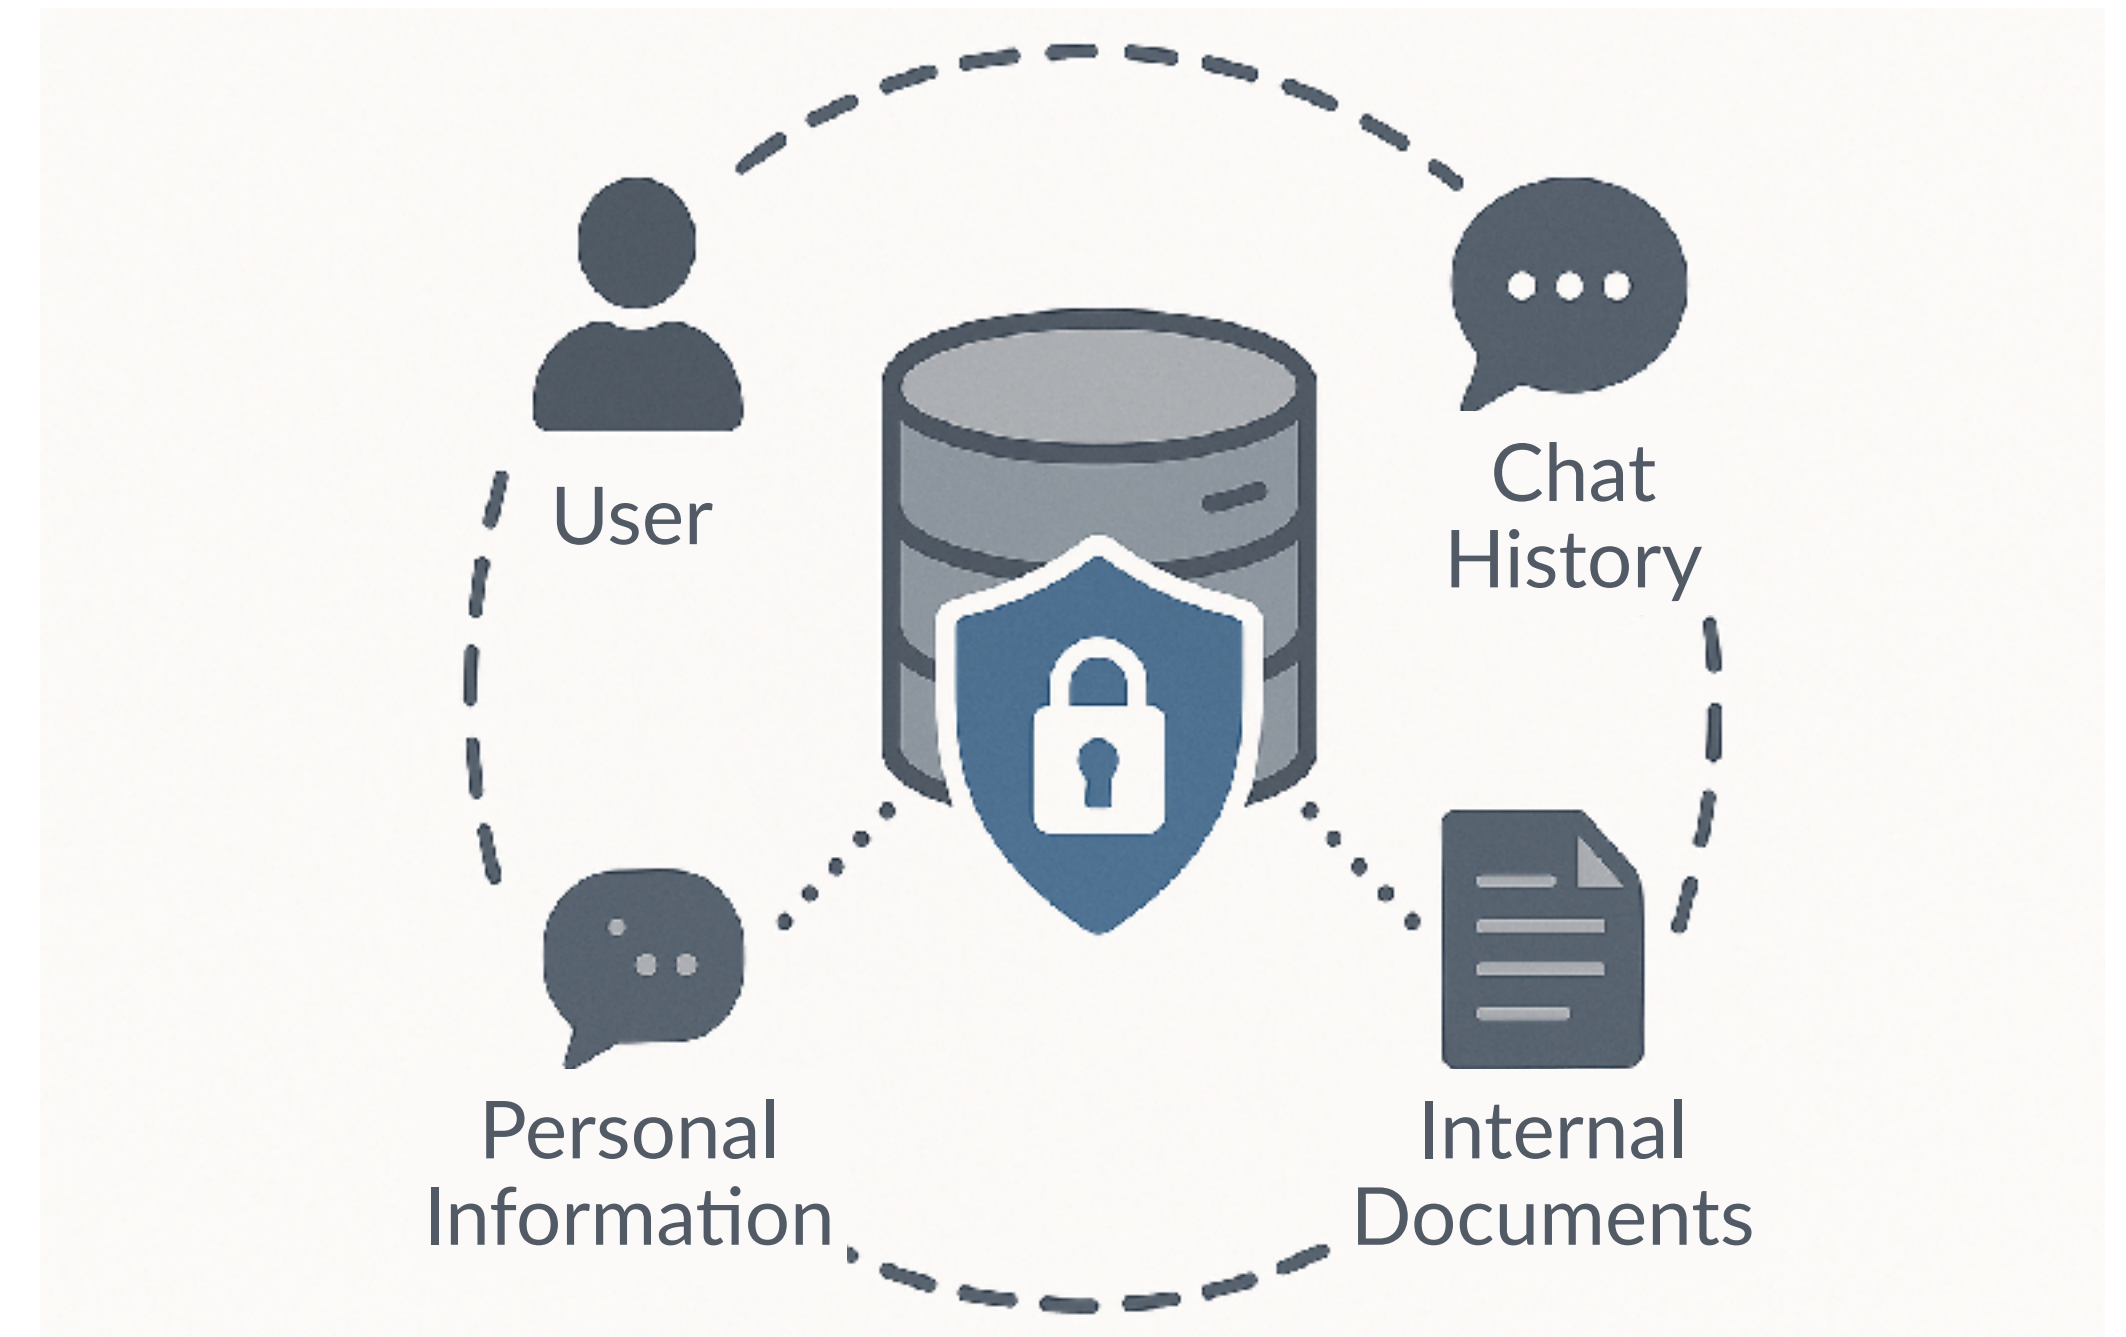 User
Chat
History
Personal
Information
Internal
Documents